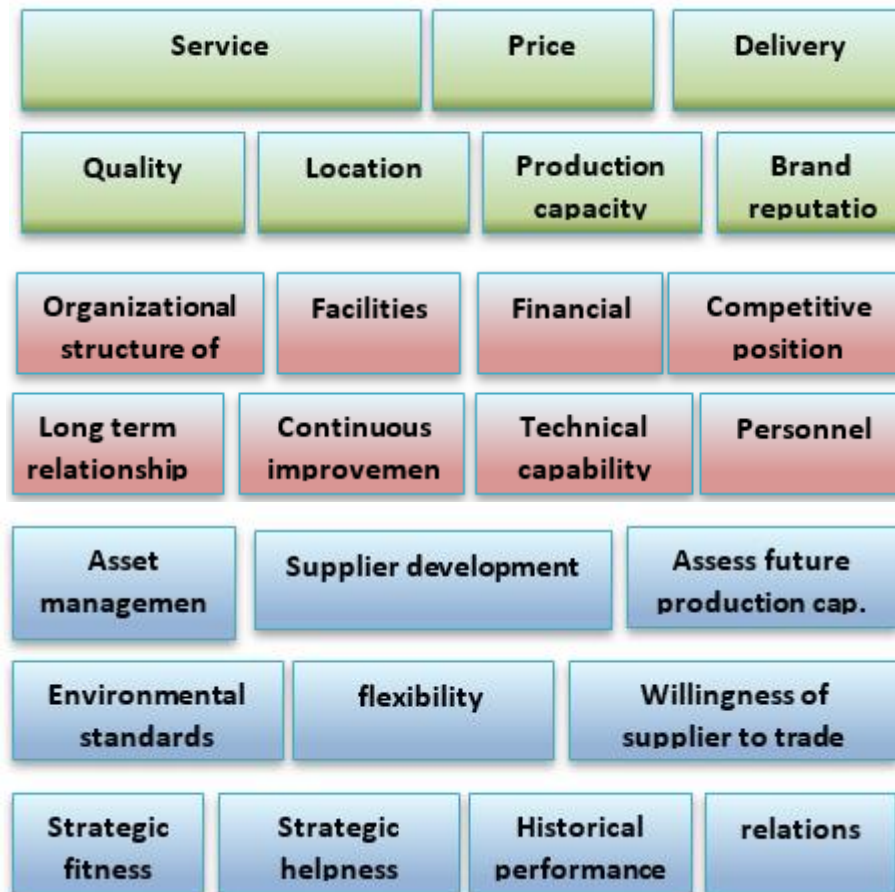 Service
Price
Delivery
Quality
Location
Production
capacity
Brand
reputatio
Organizational
structure of
Facilities
Financial
Competitive
position
Long term
relationship
Continuous
improvemen
Technical
capability
Personnel
Asset
managemen
Supplier development
Assess future
production cap.
Environmental
standards
flexibility
Willingness of
supplier to trade
Strategic
fitness
Strategic
helpness
Historical
performance
relations